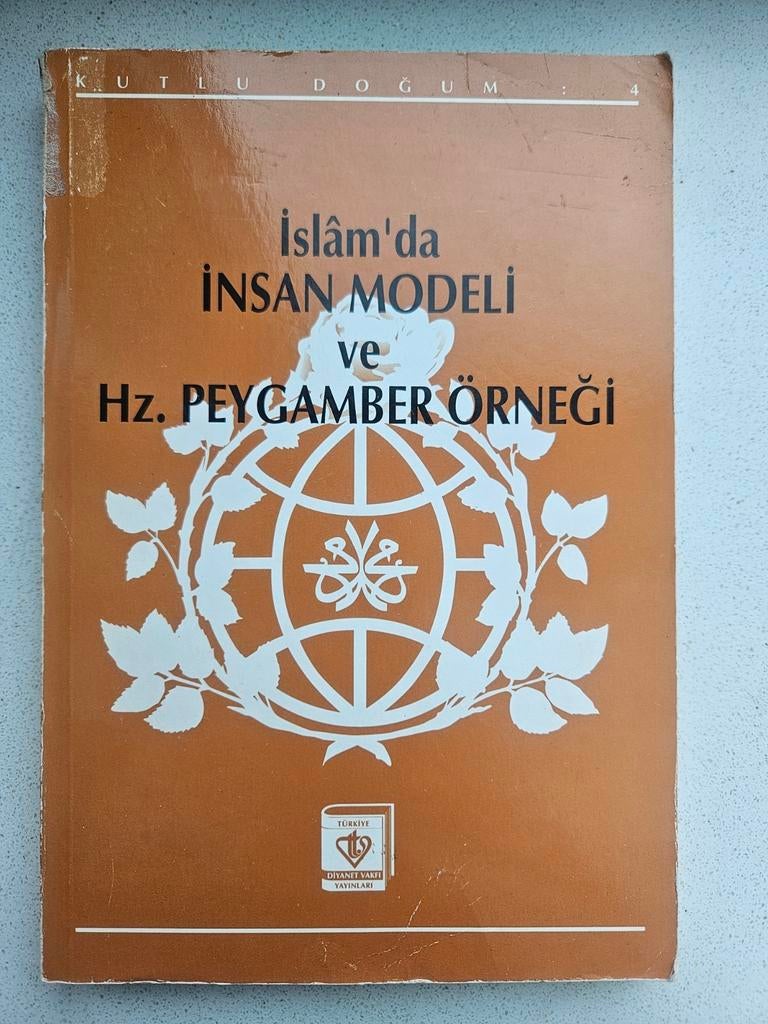 KUTLU DOĞUM : 4
İslâm'da
İNSAN MODELİ
ve
Hz. PEYGAMBER ÖRNEĞİ
TÜRKİYE
DİYANET VAKFI
YAYINLARI